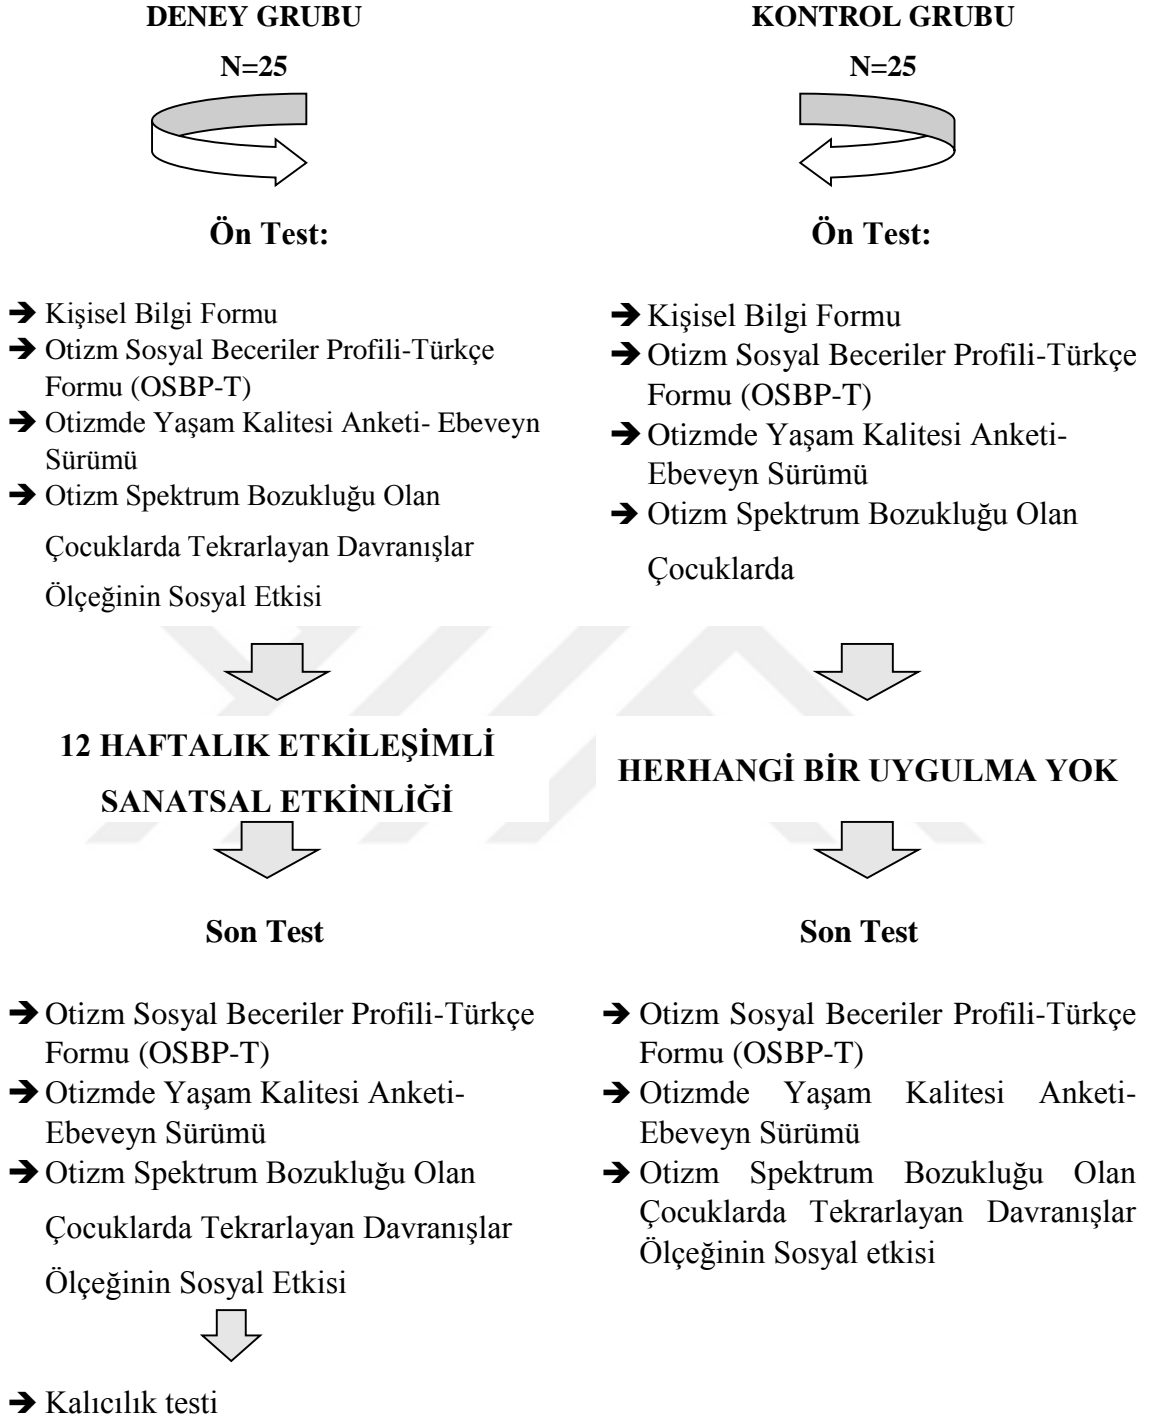 DENEY GRUBU
N=25
Ön Test:
Kişisel Bilgi Formu
Otizm Sosyal Beceriler Profili-Türkçe
Formu (OSBP-T)
Otizmde Yaşam Kalitesi Anketi- Ebeveyn
Sürümü
Otizm Spektrum Bozukluğu Olan
Çocuklarda Tekrarlayan Davranışlar
Ölçeğinin Sosyal Etkisi
12 HAFTALIK ETKİLEŞİMLİ
SANATSAL ETKİNLİĞİ
Son Test
Otizm Sosyal Beceriler Profili-Türkçe
Formu (OSBP-T)
Otizmde Yaşam Kalitesi Anketi-
Ebeveyn Sürümü
Otizm Spektrum Bozukluğu Olan
Çocuklarda Tekrarlayan Davranışlar
Ölçeğinin Sosyal Etkisi
Kalıcılık testi
KONTROL GRUBU
N=25
Ön Test:
Kişisel Bilgi Formu
Otizm Sosyal Beceriler Profili-Türkçe
Formu (OSBP-T)
Otizmde Yaşam Kalitesi Anketi-
Ebeveyn Sürümü
Otizm Spektrum Bozukluğu Olan
Çocuklarda
HERHANGİ BİR UYGULMA YOK
Son Test
Otizm Sosyal Beceriler Profili-Türkçe
Formu (OSBP-T)
Otizmde Yaşam Kalitesi Anketi-
Ebeveyn Sürümü
Otizm Spektrum Bozukluğu Olan
Çocuklarda Tekrarlayan Davranışlar
Ölçeğinin Sosyal etkisi